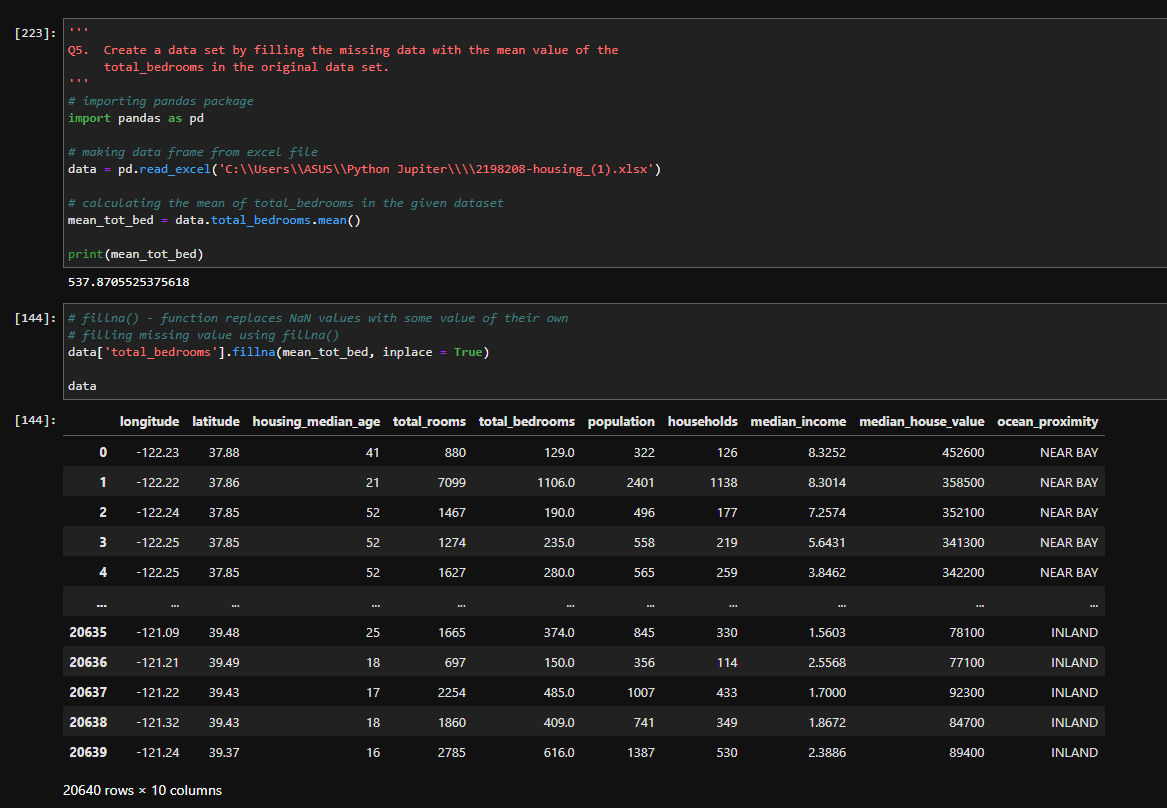 [223]: '''
Q5.  Create a data set by filling the missing data with the mean value of the
     total_bedrooms in the original data set.
'''
# importing pandas package
import pandas as pd
# making data frame from excel file
data = pd.read_excel('C:\\Users\\ASUS\\Python Jupiter\\\\2198208-housing_(1).xlsx')
# calculating the mean of total_bedrooms in the given dataset
mean_tot_bed = data.total_bedrooms.mean()
print(mean_tot_bed)
537.8705525375618
[144]: # fillna() - function replaces NaN values with some value of their own
# filling missing value using fillna()
data['total_bedrooms'].fillna(mean_tot_bed, inplace = True)
data
[144]: longitude latitude housing_median_age total_rooms total_bedrooms population households median_income median_house_value ocean_proximity
0 -122.23 37.88 41 880 129.0 322 126 8.3252 452600 NEAR BAY
1 -122.22 37.86 21 7099 1106.0 2401 1138 8.3014 358500 NEAR BAY
2 -122.24 37.85 52 1467 190.0 496 177 7.2574 352100 NEAR BAY
3 -122.25 37.85 52 1274 235.0 558 219 5.6431 341300 NEAR BAY
4 -122.25 37.85 52 1627 280.0 565 259 3.8462 342200 NEAR BAY
... ... ... ... ... ... ... ... ... ... ...
20635 -121.09 39.48 25 1665 374.0 845 330 1.5603 78100 INLAND
20636 -121.21 39.49 18 697 150.0 356 114 2.5568 77100 INLAND
20637 -121.22 39.43 17 2254 485.0 1007 433 1.7000 92300 INLAND
20638 -121.32 39.43 18 1860 409.0 741 349 1.8672 84700 INLAND
20639 -121.24 39.37 16 2785 616.0 1387 530 2.3886 89400 INLAND
20640 rows × 10 columns